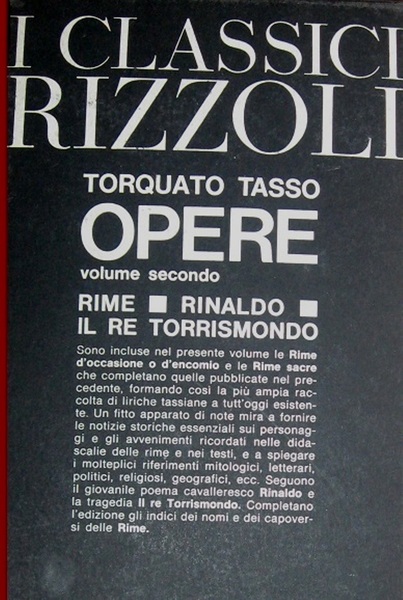 I CLASSICI
RIZZOLI
TORQUATO TASSO
OPERE
volume secondo
RIME ■ RINALDO ■
IL RE TORRISMONDO
Sono incluse nel presente volume le Rime
d'occasione o d'encomio e le Rime sacre
che completano quelle pubblicate nel pre-
cedente, formando così la più ampia rac-
colta di liriche tassiane a tutt'oggi esisten-
te. Un fitto apparato di note mira a fornire
le notizie storiche essenziali sui personag-
gi e gli avvenimenti ricordati nelle dida-
scalie delle rime e nei testi, e a spiegare
i molteplici riferimenti mitologici, letterari,
politici, religiosi, geografici, ecc. Seguono
il giovanile poema cavalleresco Rinaldo e
la tragedia Il re Torrismondo. Completano
l'edizione gli indici dei nomi e dei capover-
si delle Rime.